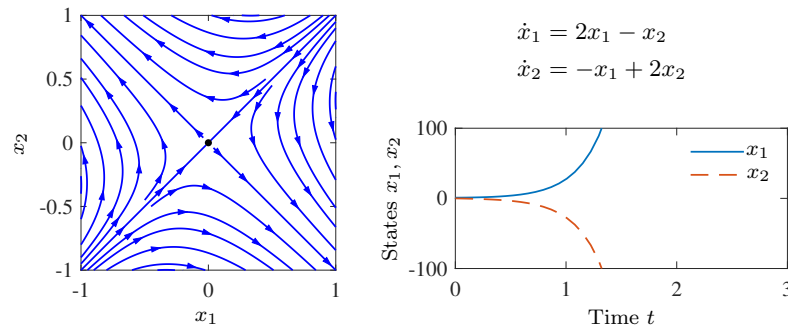 1
0.5
0
-0.5
-1
-1
0
1
x₁
x₂
ẋ₁ = 2x₁ − x₂
ẋ₂ = −x₁ + 2x₂
100
0
-100
0
1
2
3
Time t
States x₁, x₂
x₁
x₂